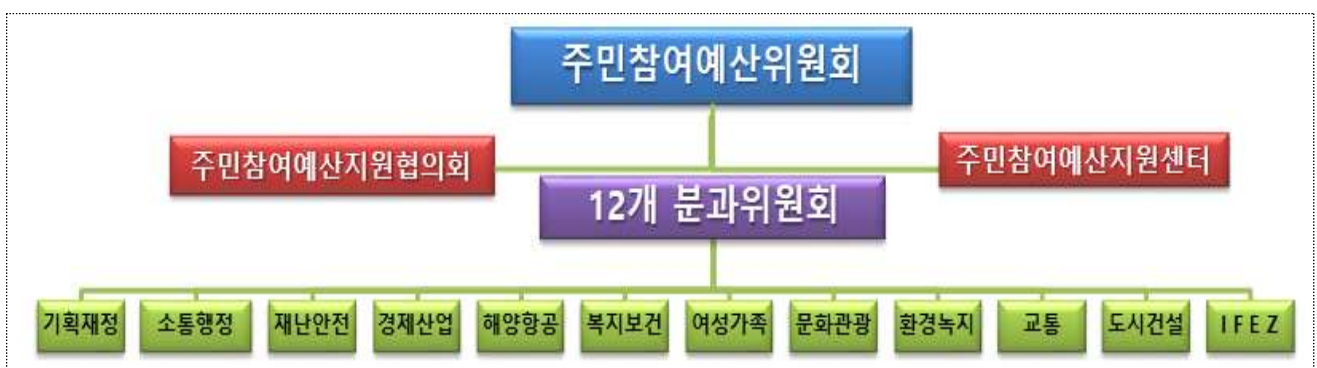 주민참여예산위원회
주민참여예산지원협의회
주민참여예산지원센터
12개 분과위원회
기획재정 소통행정 재난안전 경제산업 해양항공 복지보건 여성가족 문화관광 환경녹지 교통 도시건설 IFEZ